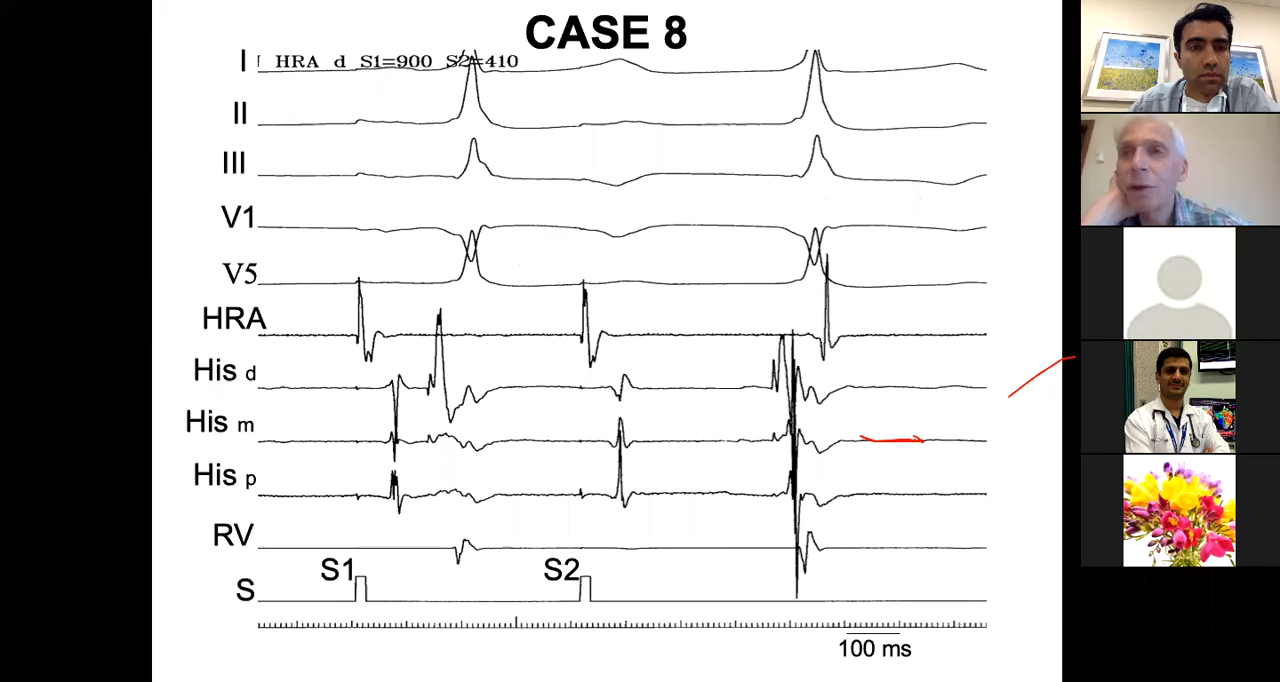 CASE 8
I HRA d S1=900 S2=410
II
III
V1
V5
HRA
His d
His m
His p
RV
S1 S2
S
100 ms